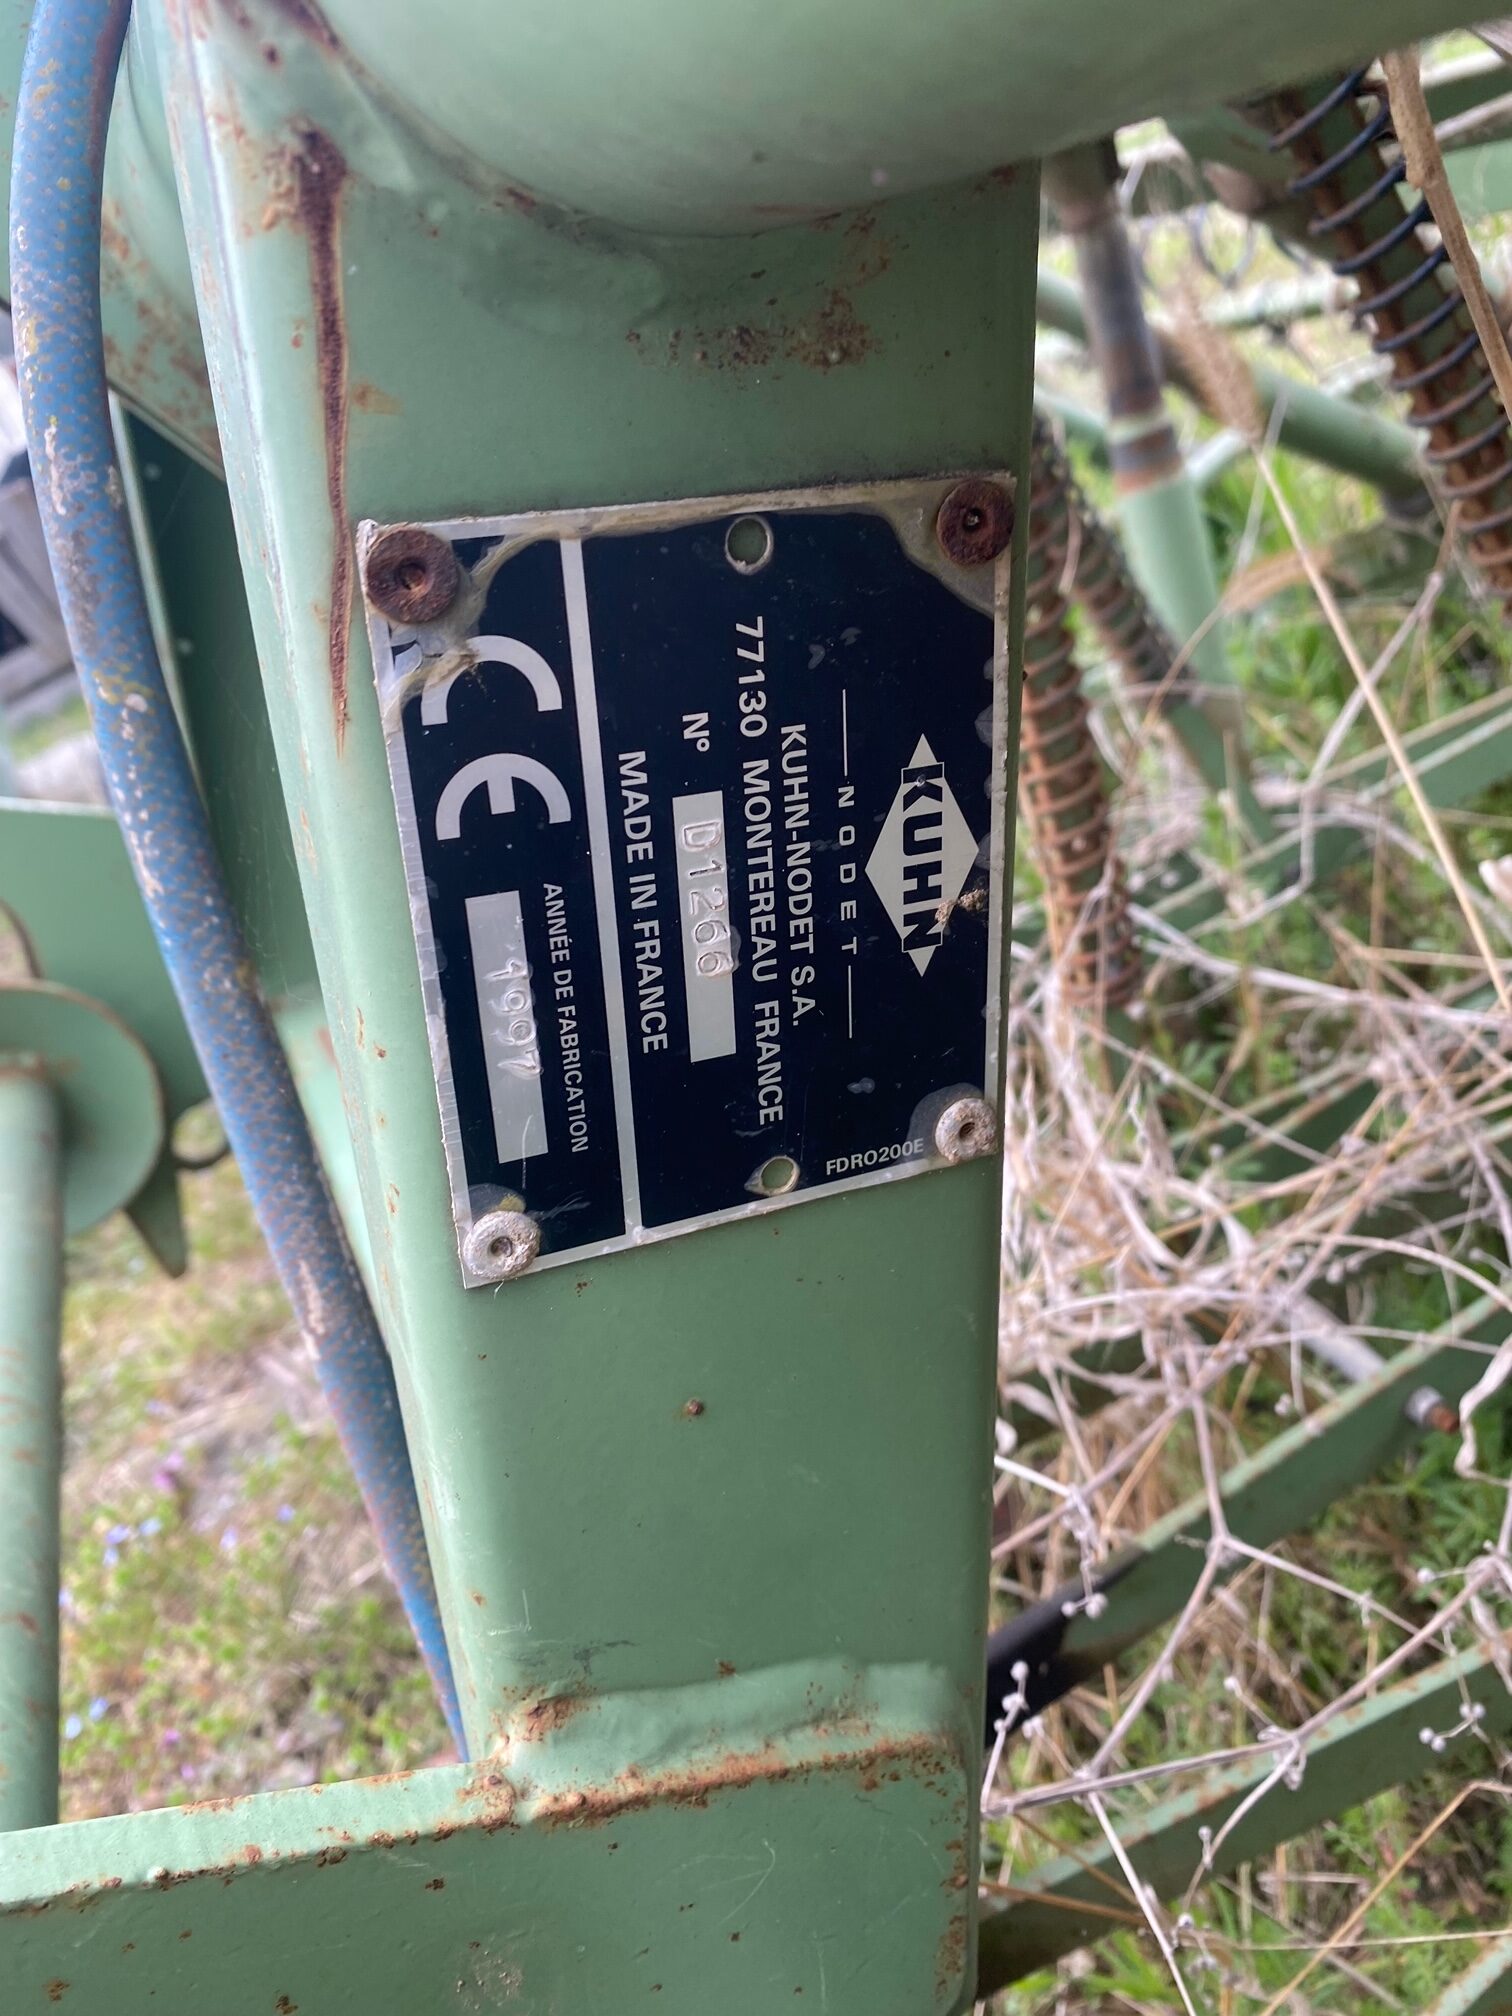 KUHN
NODET
KUHN-NODET S.A.
77130 MONTEREAU FRANCE
N° D1266
MADE IN FRANCE
CE
ANNÉE DE FABRICATION
1997
FDRO200E